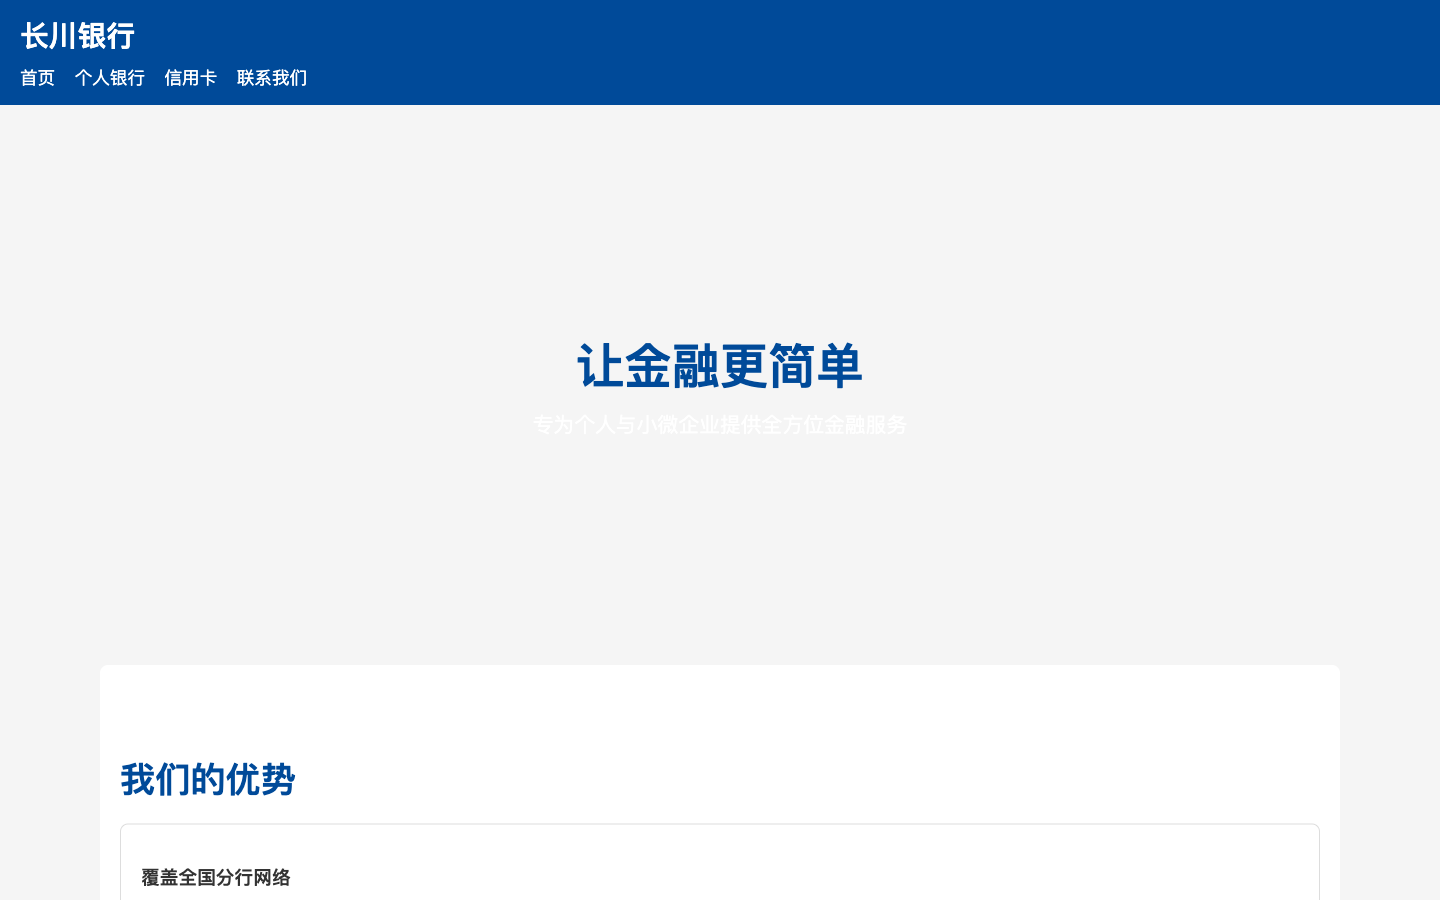 长川银行
首页 个人银行 信用卡 联系我们
让金融更简单
专为个人与小微企业提供全方位金融服务
我们的优势
覆盖全国分行网络